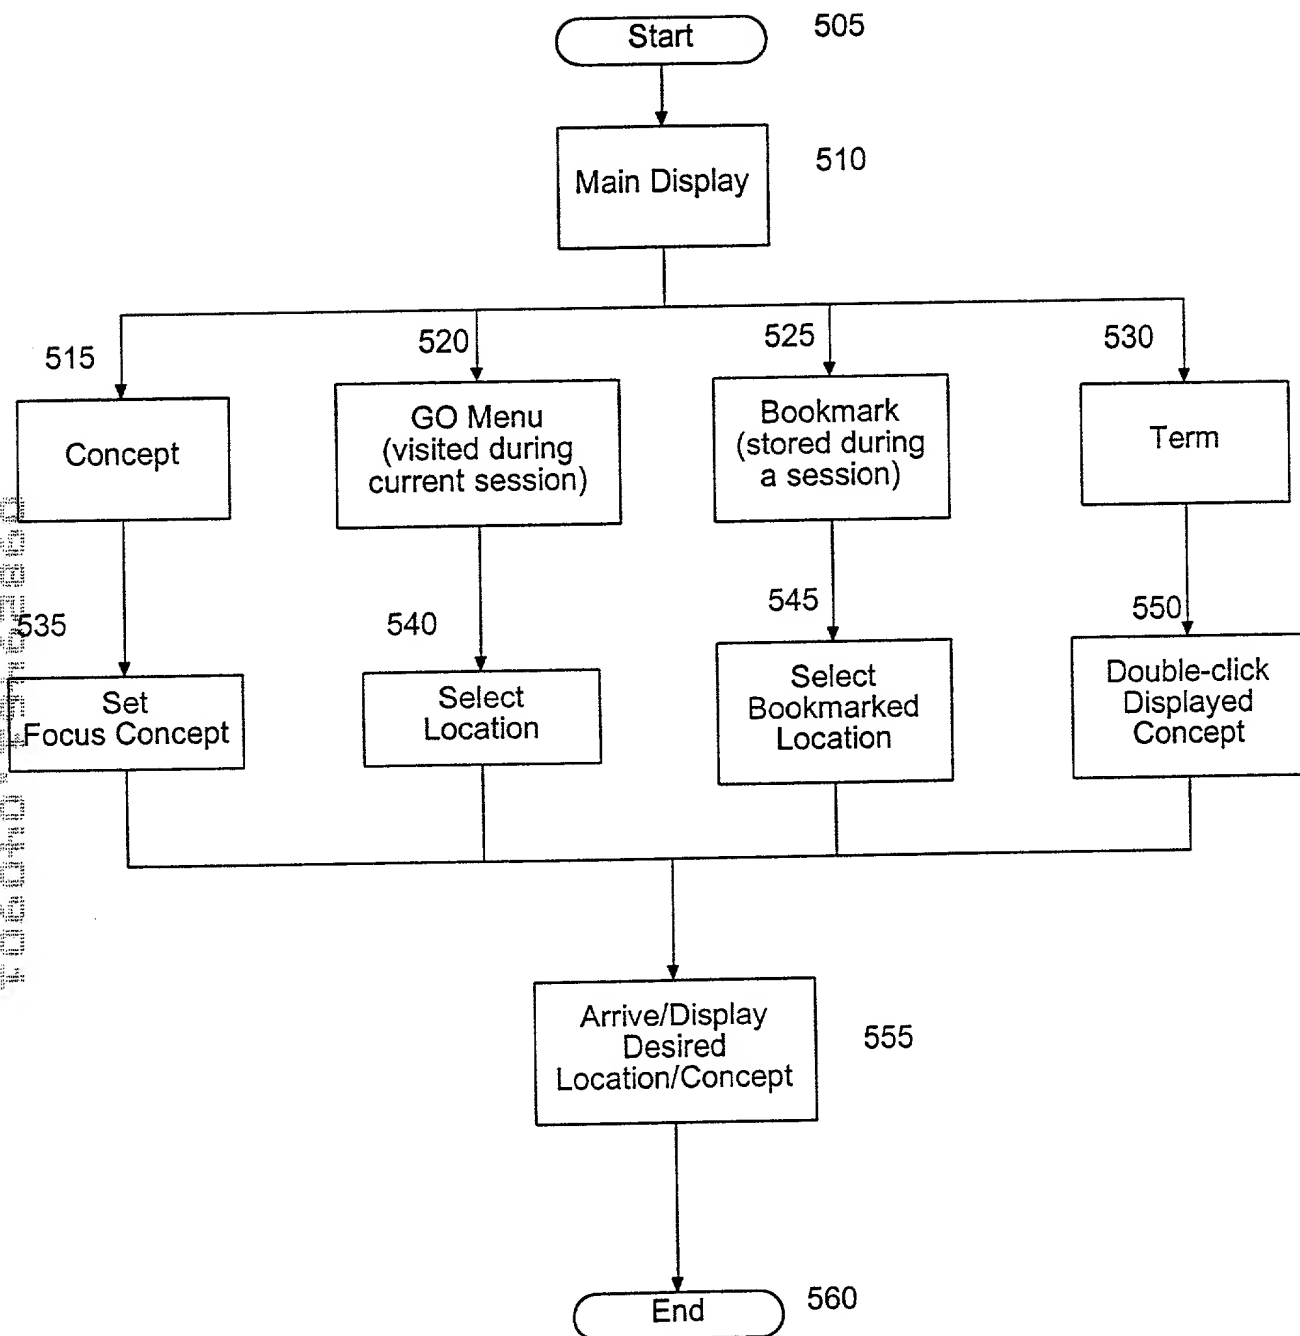 Start
505
Main Display
510
515
520
525
530
Concept
GO Menu
(visited during
current session)
Bookmark
(stored during
a session)
Term
535
540
545
550
Set
Focus Concept
Select
Location
Select
Bookmarked
Location
Double-click
Displayed
Concept
Arrive/Display
Desired
Location/Concept
555
End
560